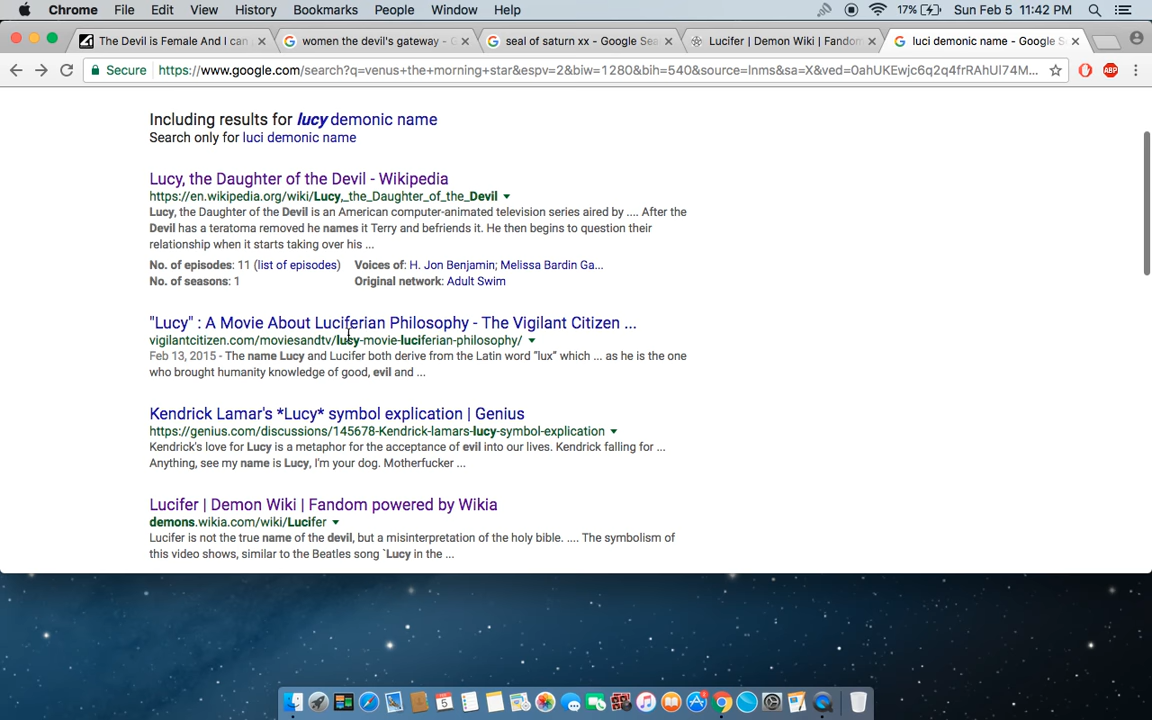 Chrome File Edit View History Bookmarks People Window Help 17% Sun Feb 5 11:42 PM
The Devil is Female And I can women the devil's gateway - G seal of saturn xx - Google Sea Lucifer | Demon Wiki | Fandom luci demonic name - Google S
Secure https://www.google.com/search?q=venus+the+morning+star&espv=2&biw=1280&bih=540&source=lnms&sa=X&ved=0ahUKEwjc6q2q4frRAhUI74M... ABP
Including results for lucy demonic name
Search only for luci demonic name
Lucy, the Daughter of the Devil - Wikipedia
https://en.wikipedia.org/wiki/Lucy,_the_Daughter_of_the_Devil
Lucy, the Daughter of the Devil is an American computer-animated television series aired by .... After the
Devil has a teratoma removed he names it Terry and befriends it. He then begins to question their
relationship when it starts taking over his ...
No. of episodes: 11 (list of episodes) Voices of: H. Jon Benjamin; Melissa Bardin Ga...
No. of seasons: 1 Original network: Adult Swim
"Lucy" : A Movie About Luciferian Philosophy - The Vigilant Citizen ...
vigilantcitizen.com/moviesandtv/lucy-movie-luciferian-philosophy/
Feb 13, 2015 - The name Lucy and Lucifer both derive from the Latin word "lux" which ... as he is the one
who brought humanity knowledge of good, evil and ...
Kendrick Lamar's *Lucy* symbol explication | Genius
https://genius.com/discussions/145678-Kendrick-lamars-lucy-symbol-explication
Kendrick's love for Lucy is a metaphor for the acceptance of evil into our lives. Kendrick falling for ...
Anything, see my name is Lucy, I'm your dog. Motherfucker ...
Lucifer | Demon Wiki | Fandom powered by Wikia
demons.wikia.com/wiki/Lucifer
Lucifer is not the true name of the devil, but a misinterpretation of the holy bible. .... The symbolism of
this video shows, similar to the Beatles song `Lucy in the ...
5